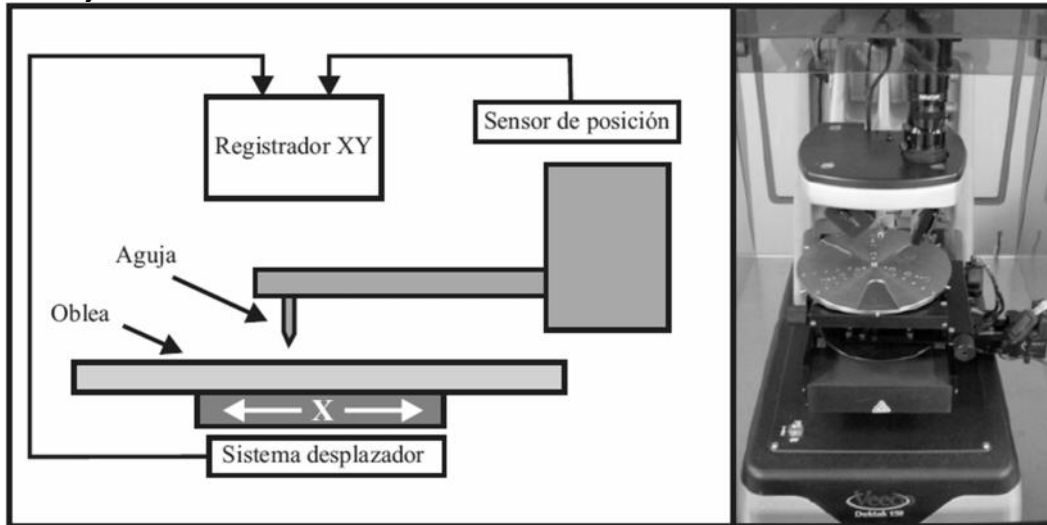 Registrador XY
Sensor de posición
Aguja
Oblea
X
Sistema desplazador
Veeco
Dektak 150